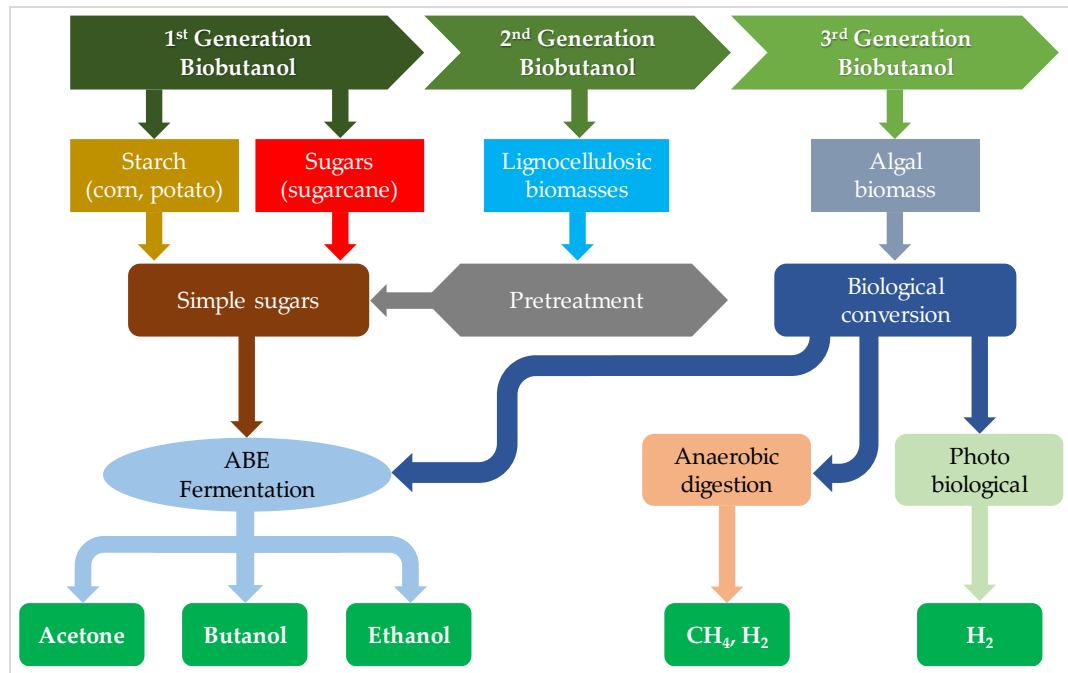 1st Generation
Biobutanol
2nd Generation
Biobutanol
3rd Generation
Biobutanol
Starch
(corn, potato)
Sugars
(sugarcane)
Lignocellulosic
biomasses
Algal
biomass
Simple sugars
Pretreatment
Biological
conversion
ABE
Fermentation
Anaerobic
digestion
Photo
biological
Acetone
Butanol
Ethanol
CH4, H2
H2